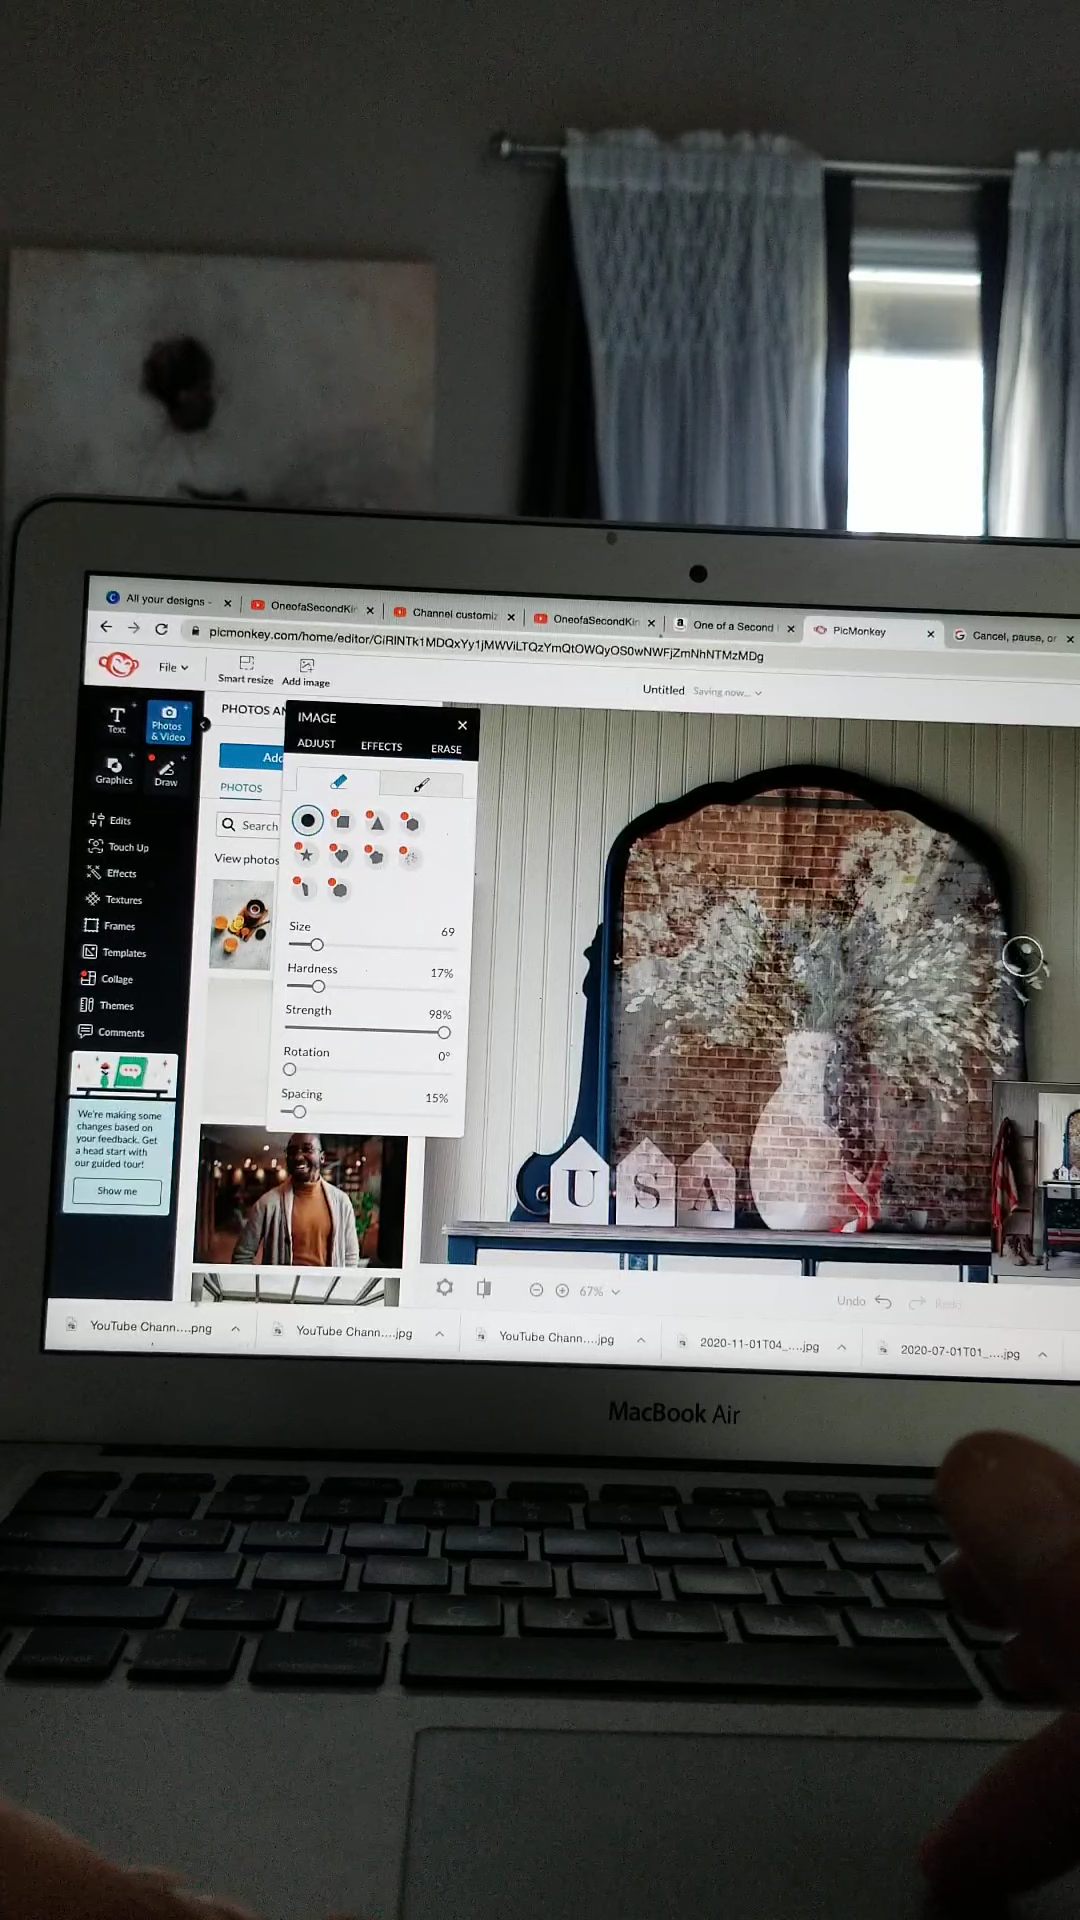 All your designs -
OneofaSecondKin
Channel customiz
OneofaSecondKin
One of a Second
PicMonkey
Cancel, pause, or
picmonkey.com/home/editor/
File
Smart resize
Add image
Untitled
Saving now...
Text
Photos & Video
Graphics
Draw
Edits
Touch Up
Effects
Textures
Frames
Templates
Collage
Themes
Comments
We're making some
changes based on
your feedback. Get
a head start with
our guided tour!
Show me
PHOTOS AN
Add
PHOTOS
Search
View photos
IMAGE
ADJUST
EFFECTS
ERASE
Size
69
Hardness
17%
Strength
98%
Rotation
0°
Spacing
15%
U S A
67%
Undo
Redo
YouTube Chann....png
YouTube Chann....jpg
YouTube Chann....jpg
2020-11-01T04_....jpg
2020-07-01T01_....jpg
MacBook Air